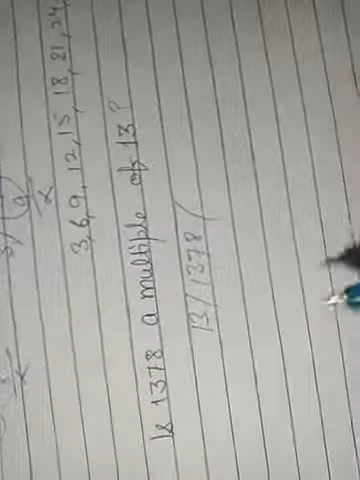 3, 6, 9, 12, 15, 18, 21, 24,
Is 1378 a multiple of 13?
13)1378(